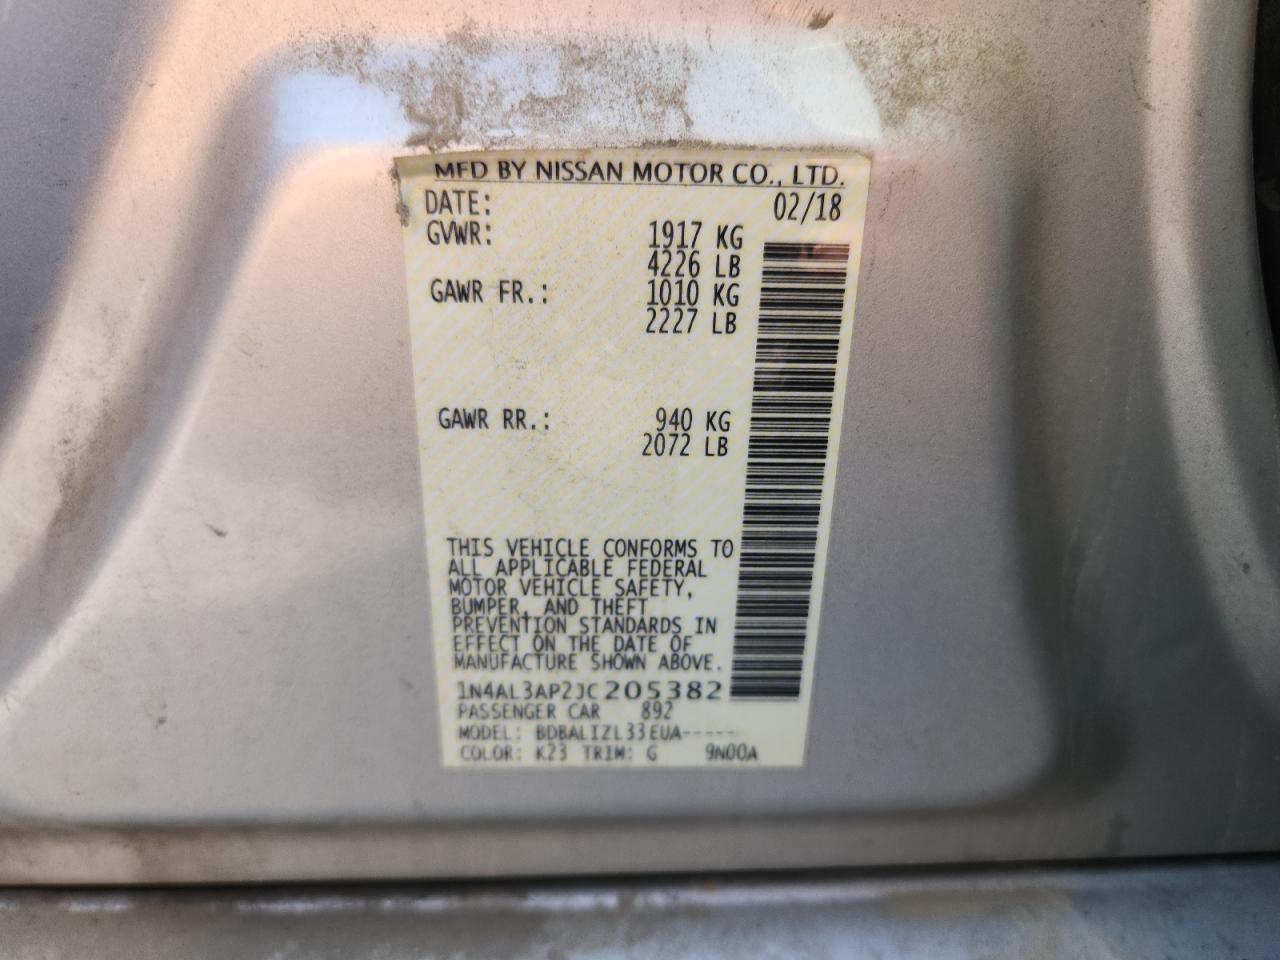 MFD BY NISSAN MOTOR CO., LTD.
DATE: 02/18
GVWR: 1917 KG
4226 LB
GAWR FR.: 1010 KG
2227 LB
GAWR RR.: 940 KG
2072 LB
THIS VEHICLE CONFORMS TO
ALL APPLICABLE FEDERAL
MOTOR VEHICLE SAFETY,
BUMPER, AND THEFT
PREVENTION STANDARDS IN
EFFECT ON THE DATE OF
MANUFACTURE SHOWN ABOVE.
1N4AL3AP2JC205382
PASSENGER CAR 892
MODEL: BDBALIZL33EUA-----
COLOR: K23 TRIM: G 9N00A